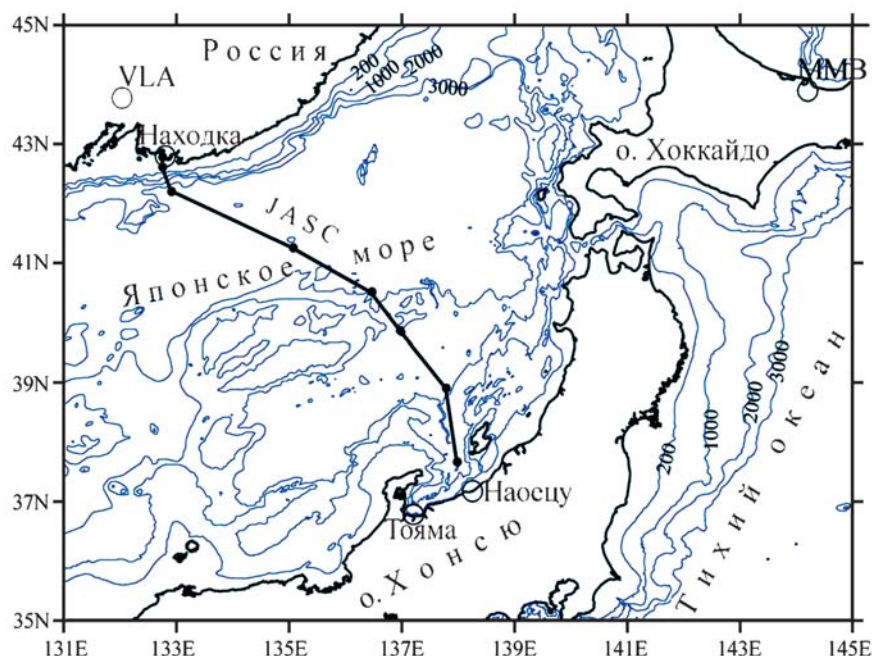 45N
Россия
200
1000
2000
3000
VLA
ММВ
43N
Находка
о. Хоккайдо
JASC
41N
Японское море
39N
200
1000
2000
3000
Тихий океан
37N
Наоецу
Тояма
о.Хонсю
35N
131E 133E 135E 137E 139E 141E 143E 145E